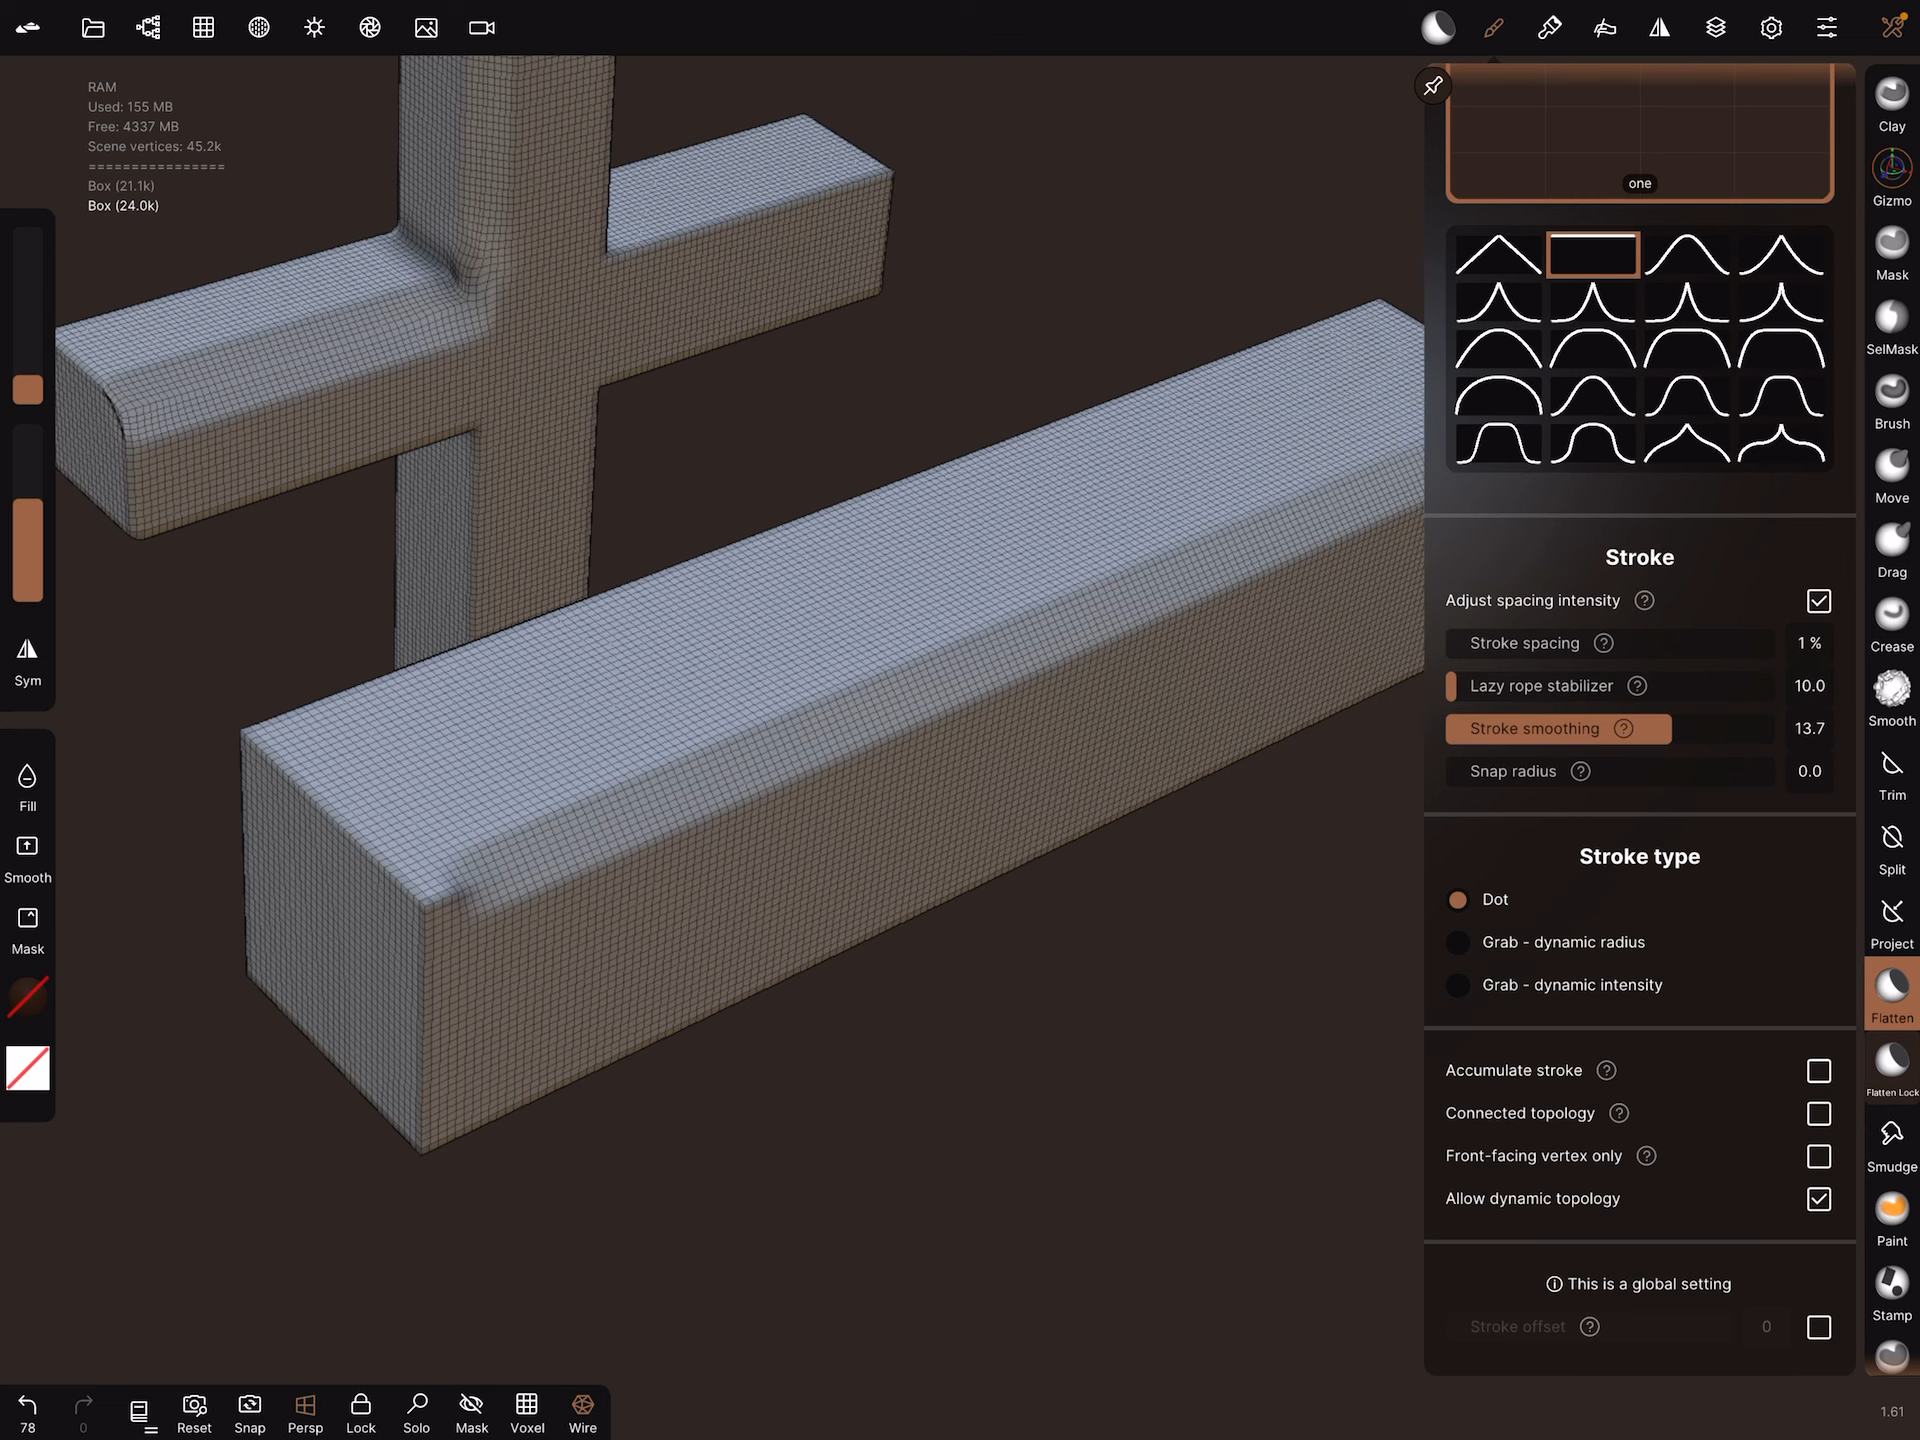 RAM
Used: 155 MB
Free: 4337 MB
Scene vertices: 45.2k
================
Box (21.1k)
Box (24.0k)
Sym
Fill
Smooth
Mask
78
0
Reset
Snap
Persp
Lock
Solo
Mask
Voxel
Wire
one
Stroke
Adjust spacing intensity ?
Stroke spacing ? 1 %
Lazy rope stabilizer ? 10.0
Stroke smoothing ? 13.7
Snap radius ? 0.0
Stroke type
Dot
Grab - dynamic radius
Grab - dynamic intensity
Accumulate stroke ?
Connected topology ?
Front-facing vertex only ?
Allow dynamic topology
This is a global setting
Stroke offset ? 0
Clay
Gizmo
Mask
SelMask
Brush
Move
Drag
Crease
Smooth
Trim
Split
Project
Flatten
Flatten Lock
Smudge
Paint
Stamp
1.61